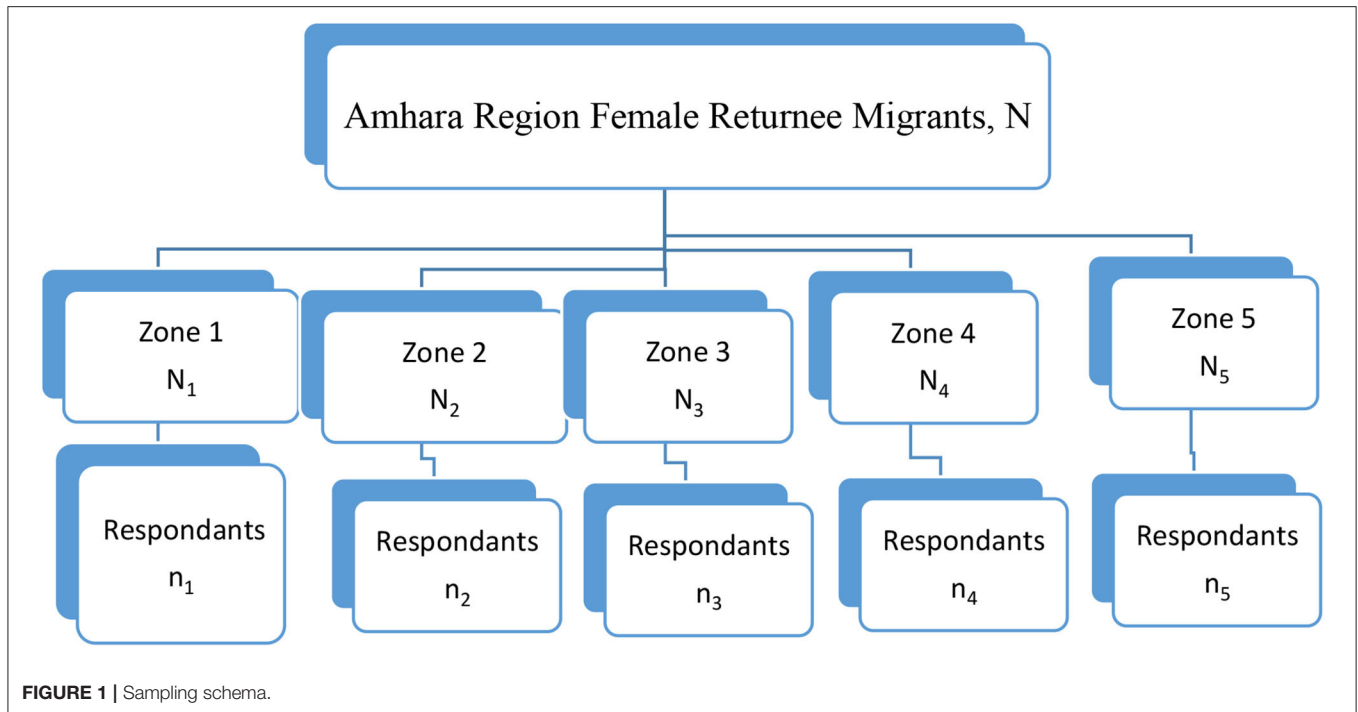 Amhara Region Female Returnee Migrants, N
Zone 1
N₁
Zone 2
N₂
Zone 3
N₃
Zone 4
N₄
Zone 5
N₅
Respondants
n₁
Respondants
n₂
Respondants
n₃
Respondants
n₄
Respondants
n₅
FIGURE 1 | Sampling schema.